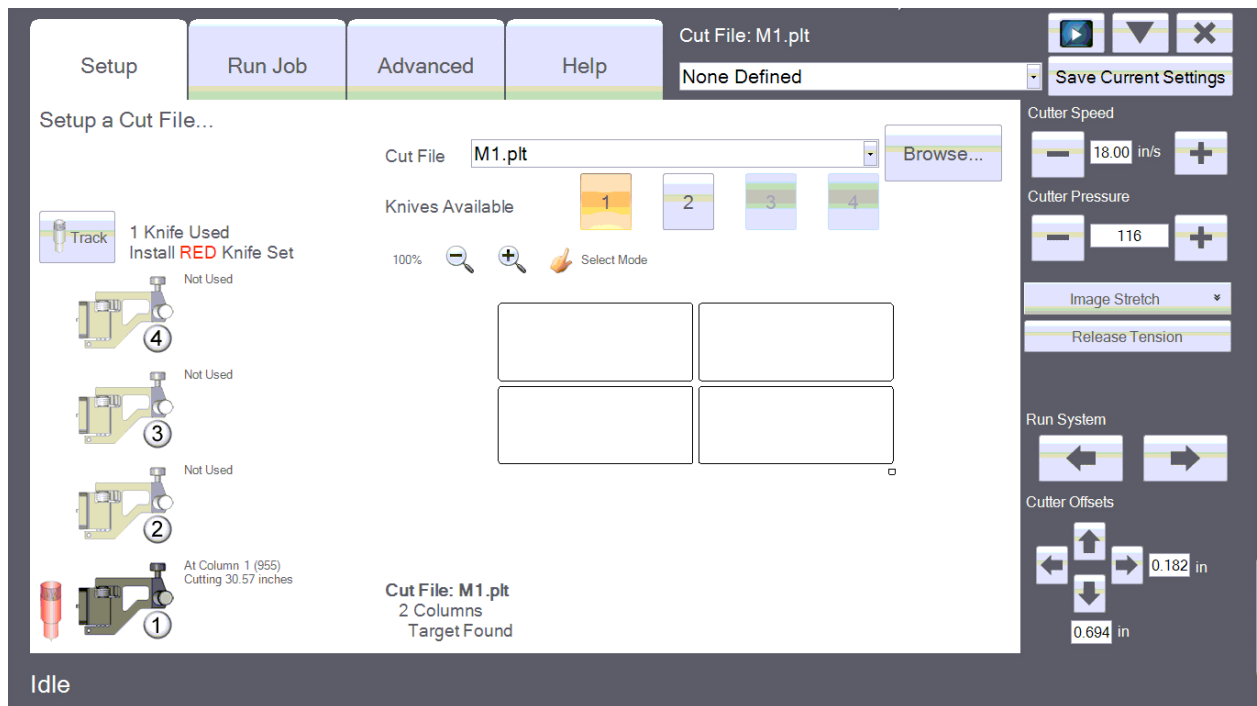 Setup
Run Job
Advanced
Help
Cut File: M1.plt
None Defined
Save Current Settings
Setup a Cut File...
Cut File
M1.plt
Browse...
Knives Available
1
2
3
4
Track
1 Knife Used
Install RED Knife Set
100%
Select Mode
Not Used
4
Not Used
3
Not Used
2
At Column 1 (955)
Cutting 30.57 inches
1
Cut File: M1.plt
2 Columns
Target Found
Cutter Speed
18.00 in/s
Cutter Pressure
116
Image Stretch
Release Tension
Run System
Cutter Offsets
0.182 in
0.694 in
Idle